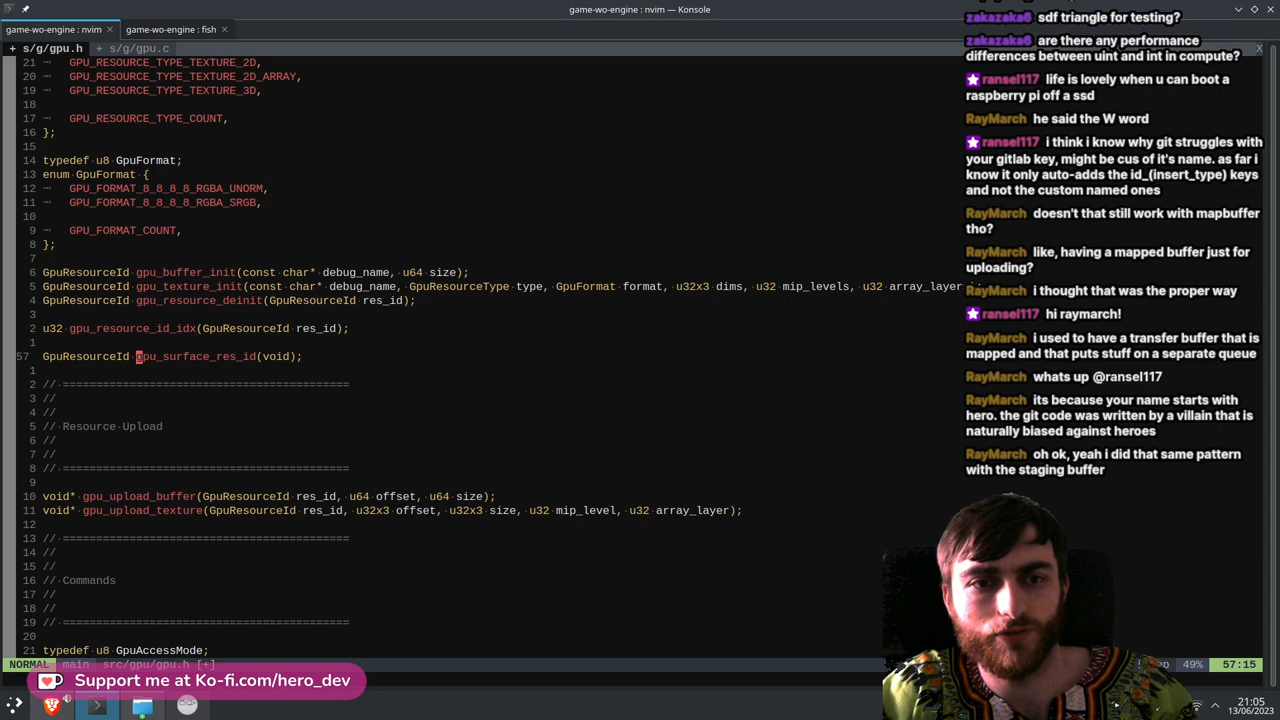 game-wo-engine : nvim — Konsole
game-wo-engine : nvim
game-wo-engine : fish
+ s/g/gpu.h
+ s/g/gpu.c
X
21 GPU_RESOURCE_TYPE_TEXTURE_2D,
20 GPU_RESOURCE_TYPE_TEXTURE_2D_ARRAY,
19 GPU_RESOURCE_TYPE_TEXTURE_3D,
18
17 GPU_RESOURCE_TYPE_COUNT,
16 };
15
14 typedef u8 GpuFormat;
13 enum GpuFormat {
12 GPU_FORMAT_8_8_8_8_RGBA_UNORM,
11 GPU_FORMAT_8_8_8_8_RGBA_SRGB,
10
9 GPU_FORMAT_COUNT,
8 };
7
6 GpuResourceId gpu_buffer_init(const char* debug_name, u64 size);
5 GpuResourceId gpu_texture_init(const char* debug_name, GpuResourceType type, GpuFormat format, u32x3 dims, u32 mip_levels, u32 array_layer
4 GpuResourceId gpu_resource_deinit(GpuResourceId res_id);
3
2 u32 gpu_resource_id_idx(GpuResourceId res_id);
1
57 GpuResourceId gpu_surface_res_id(void);
1
2 // ==========================================
3 //
4 //
5 // Resource Upload
6 //
7 //
8 // ==========================================
9
10 void* gpu_upload_buffer(GpuResourceId res_id, u64 offset, u64 size);
11 void* gpu_upload_texture(GpuResourceId res_id, u32x3 offset, u32x3 size, u32 mip_level, u32 array_layer);
12
13 // ==========================================
14 //
15 //
16 // Commands
17 //
18 //
19 // ==========================================
20
21 typedef u8 GpuAccessMode;
NORMAL main src/gpu/gpu.h [+]
49% 57:15
Support me at Ko-fi.com/hero_dev
zakazaka6 sdf triangle for testing?
zakazaka6 are there any performance
differences between uint and int in compute?
ransel117 life is lovely when u can boot a
raspberry pi off a ssd
RayMarch he said the W word
ransel117 i think i know why git struggles with
your gitlab key, might be cus of it's name. as far i
know it only auto-adds the id_(insert_type) keys
and not the custom named ones
RayMarch doesn't that still work with mapbuffer
tho?
RayMarch like, having a mapped buffer just for
uploading?
RayMarch i thought that was the proper way
ransel117 hi raymarch!
RayMarch i used to have a transfer buffer that is
mapped and that puts stuff on a separate queue
RayMarch whats up @ransel117
RayMarch its because your name starts with
hero. the git code was written by a villain that is
naturally biased against heroes
RayMarch oh ok, yeah i did that same pattern
with the staging buffer
21:05
13/06/2023